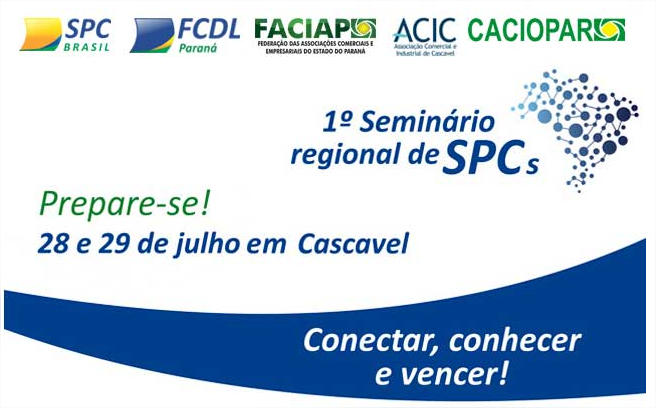 SPC
BRASIL
FCDL
Paraná
FACIAP
FEDERAÇÃO DAS ASSOCIAÇÕES COMERCIAIS E
EMPRESARIAIS DO ESTADO DO PARANÁ
ACIC
Associação Comercial e
Industrial de Cascavel
CACIOPAR
1º Seminário
regional de SPCs
Prepare-se!
28 e 29 de julho em Cascavel
Conectar, conhecer
e vencer!